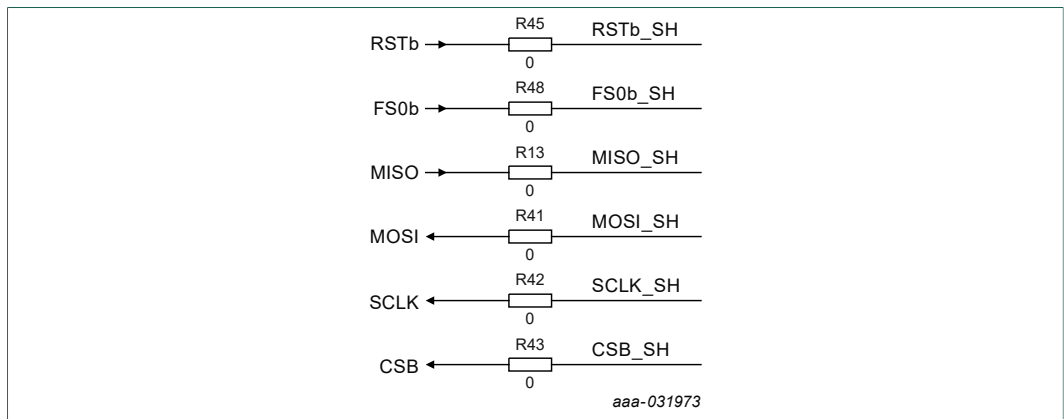 R45
RSTb RSTb_SH
0
R48
FS0b FS0b_SH
0
R13
MISO MISO_SH
0
R41
MOSI MOSI_SH
0
R42
SCLK SCLK_SH
0
R43
CSB CSB_SH
0
aaa-031973